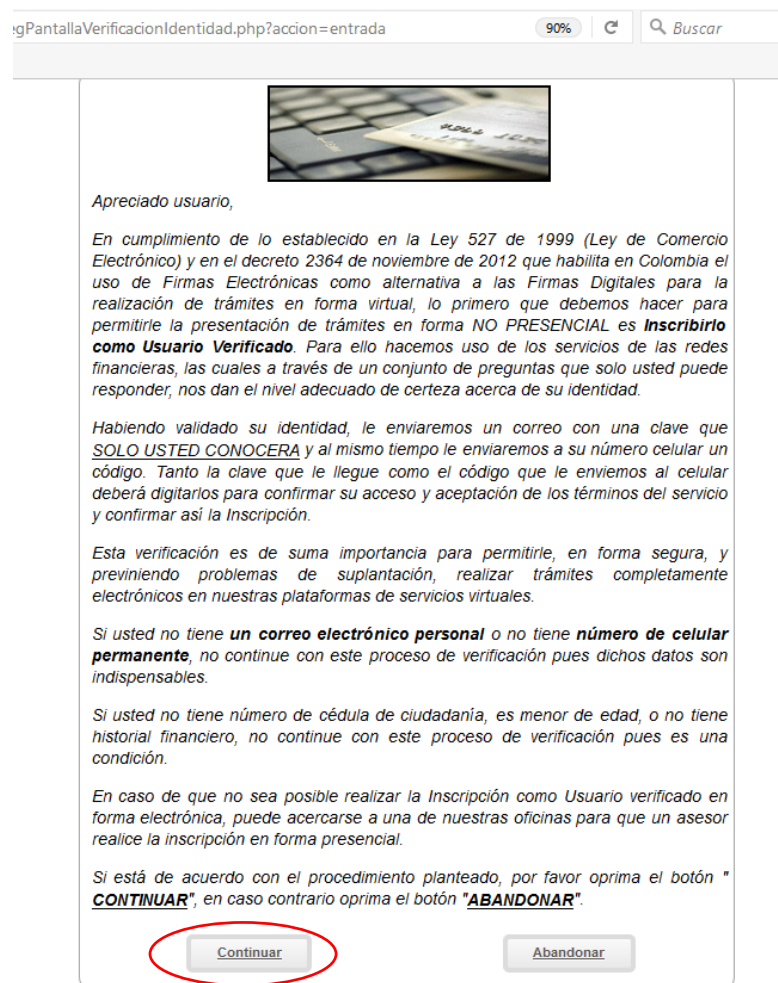 egPantallaVerificacionIdentidad.php?accion=entrada
90%
Buscar
Apreciado usuario,
En cumplimiento de lo establecido en la Ley 527 de 1999 (Ley de Comercio
Electrónico) y en el decreto 2364 de noviembre de 2012 que habilita en Colombia el
uso de Firmas Electrónicas como alternativa a las Firmas Digitales para la
realización de trámites en forma virtual, lo primero que debemos hacer para
permitirle la presentación de trámites en forma NO PRESENCIAL es Inscribirlo
como Usuario Verificado. Para ello hacemos uso de los servicios de las redes
financieras, las cuales a través de un conjunto de preguntas que solo usted puede
responder, nos dan el nivel adecuado de certeza acerca de su identidad.
Habiendo validado su identidad, le enviaremos un correo con una clave que
SOLO USTED CONOCERA y al mismo tiempo le enviaremos a su número celular un
código. Tanto la clave que le llegue como el código que le enviemos al celular
deberá digitarlos para confirmar su acceso y aceptación de los términos del servicio
y confirmar así la Inscripción.
Esta verificación es de suma importancia para permitirle, en forma segura, y
previniendo problemas de suplantación, realizar trámites completamente
electrónicos en nuestras plataformas de servicios virtuales.
Si usted no tiene un correo electrónico personal o no tiene número de celular
permanente, no continue con este proceso de verificación pues dichos datos son
indispensables.
Si usted no tiene número de cédula de ciudadanía, es menor de edad, o no tiene
historial financiero, no continue con este proceso de verificación pues es una
condición.
En caso de que no sea posible realizar la Inscripción como Usuario verificado en
forma electrónica, puede acercarse a una de nuestras oficinas para que un asesor
realice la inscripción en forma presencial.
Si está de acuerdo con el procedimiento planteado, por favor oprima el botón "
CONTINUAR", en caso contrario oprima el botón "ABANDONAR".
Continuar
Abandonar